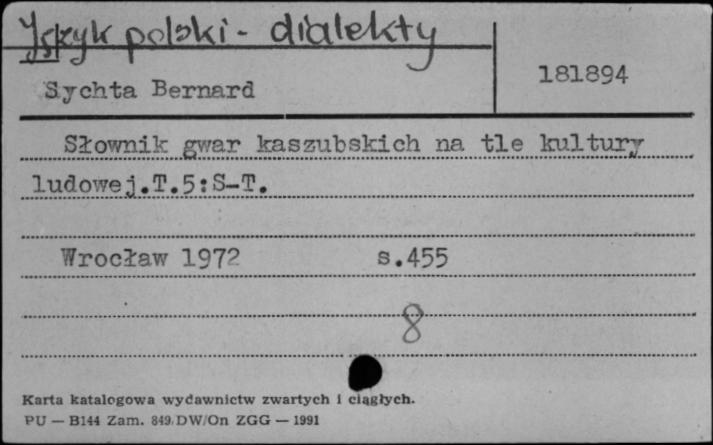 Język polski - dialekty
Sychta Bernard
181894
Słownik gwar kaszubskich na tle kultury
ludowej.T.5:S-T.
Wrocław 1972 s.455
8
Karta katalogowa wydawnictw zwartych i ciągłych.
PU — B144 Zam. 849/DW/On ZGG — 1991